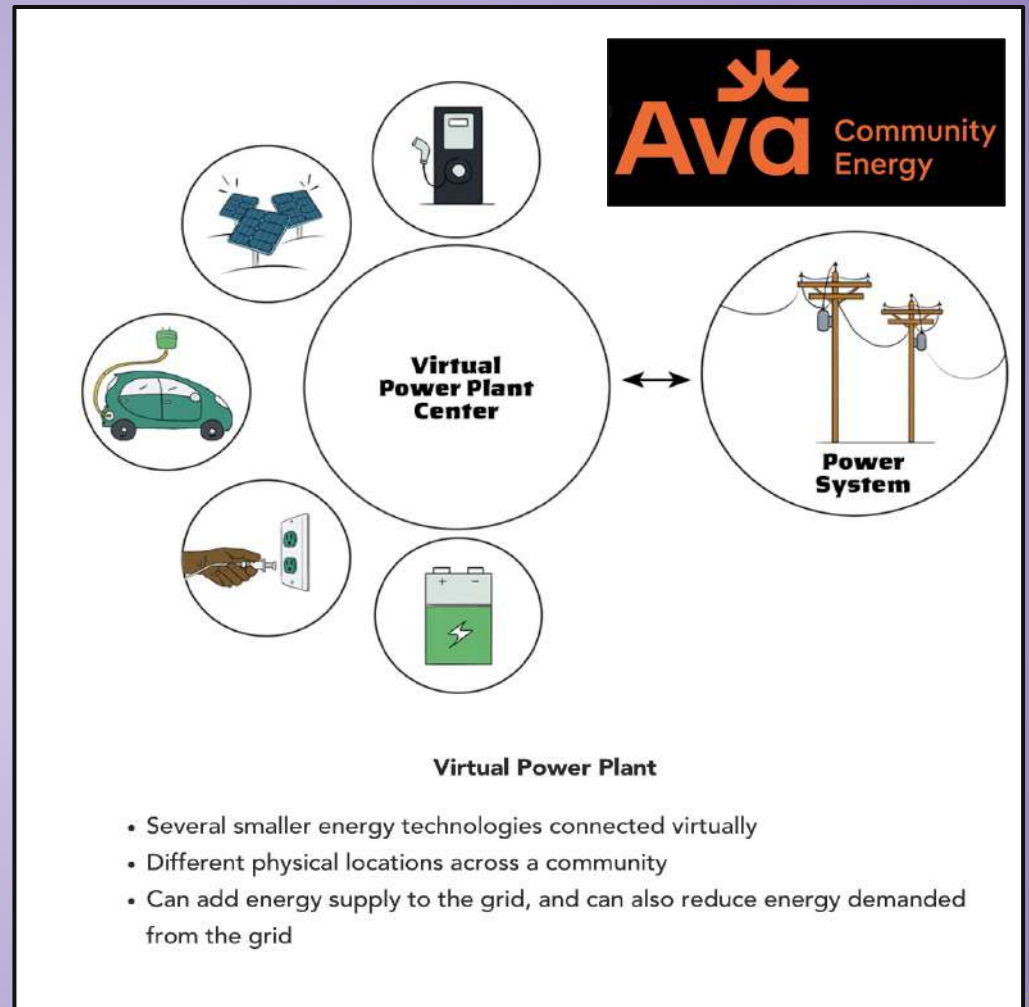 Ava Community
Energy
Virtual
Power Plant
Center
Power
System
+ −
Virtual Power Plant
• Several smaller energy technologies connected virtually
• Different physical locations across a community
• Can add energy supply to the grid, and can also reduce energy demanded
from the grid